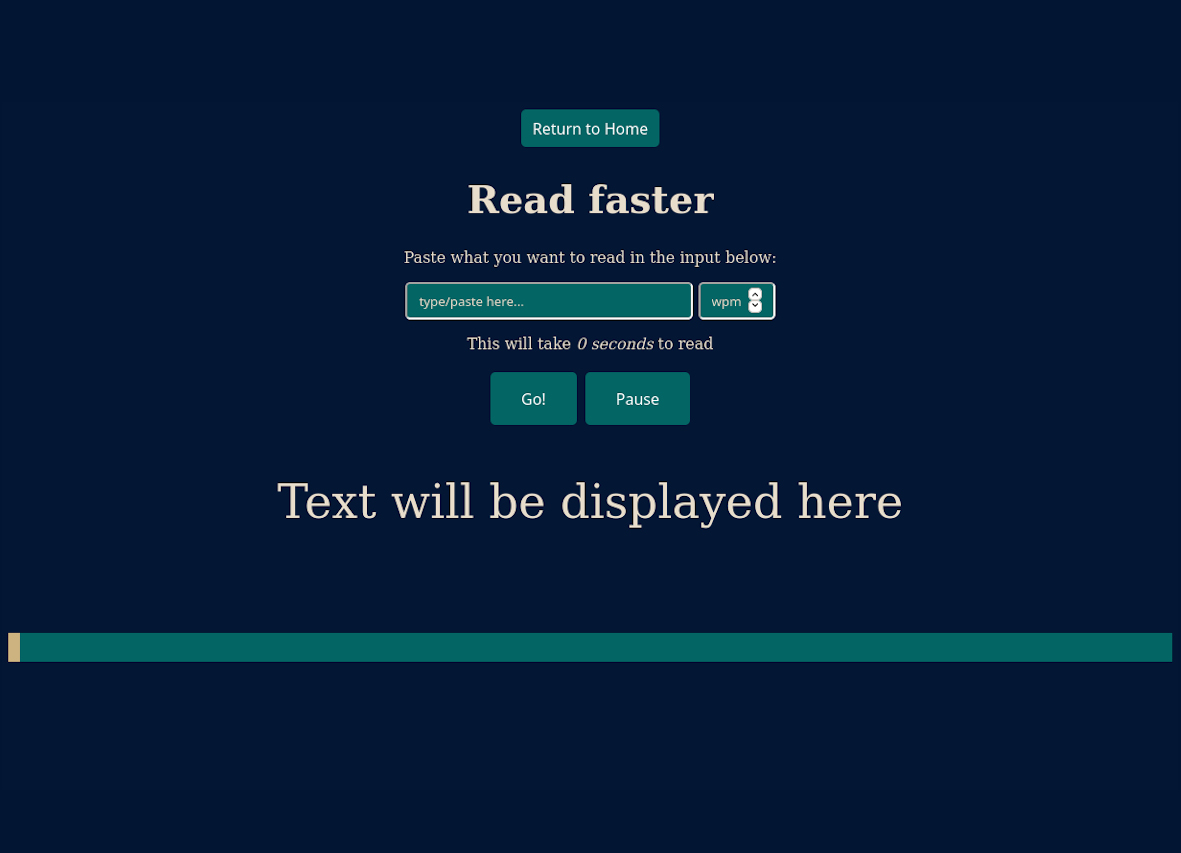 Return to Home
Read faster
Paste what you want to read in the input below:
type/paste here... wpm
This will take 0 seconds to read
Go! Pause
Text will be displayed here